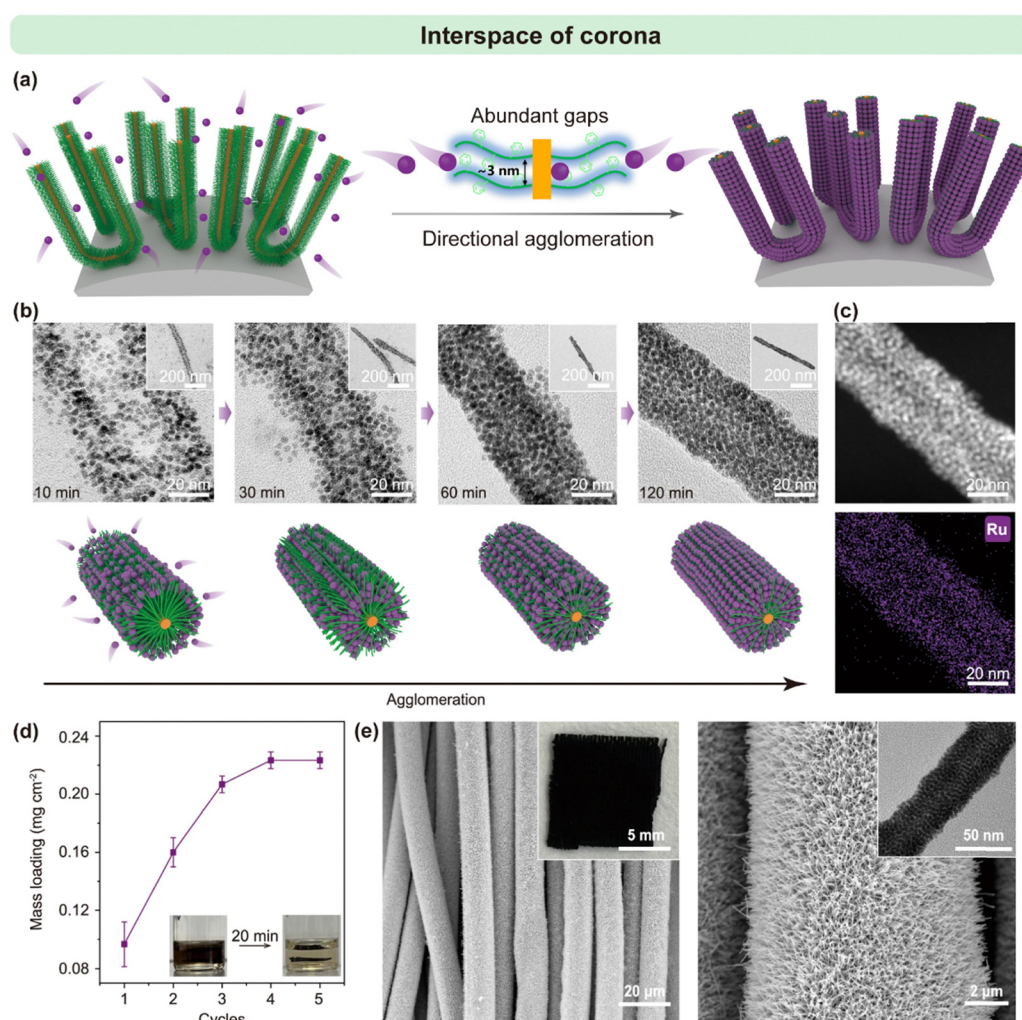 Interspace of corona
(a)
Abundant gaps
~3 nm
Directional agglomeration
(b)
(c)
200 nm
200 nm
200 nm
200 nm
10 min
20 nm
30 min
20 nm
60 min
20 nm
120 min
20 nm
20 nm
Ru
20 nm
Agglomeration
(d)
0.24
0.20
0.16
0.12
0.08
Mass loading (mg cm⁻²)
20 min
1 2 3 4 5
Cycles
(e)
5 mm
20 µm
50 nm
2 µm